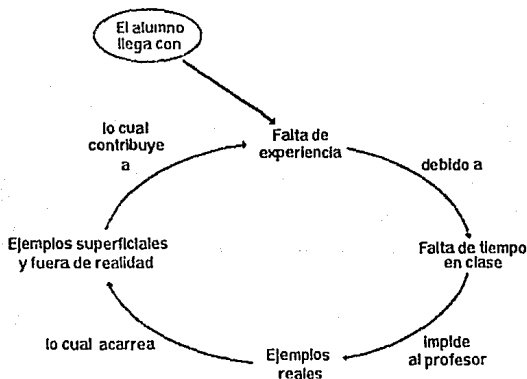 El alumno
llega con
lo cual
contribuye
a
Falta de
experiencia
debido a
Ejemplos superficiales
y fuera de realidad
Falta de tiempo
en clase
lo cual acarrea
Ejemplos
reales
impide
al profesor